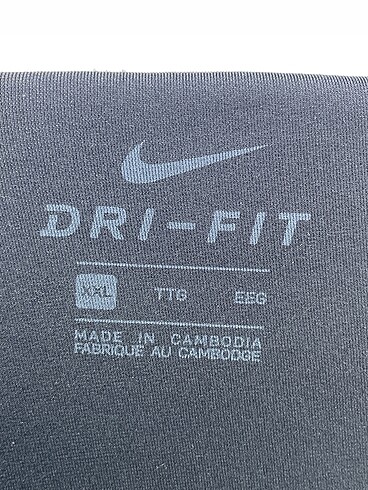 DRI-FIT
XXL TTG EEG
MADE IN CAMBODIA
FABRIQUE AU CAMBODGE